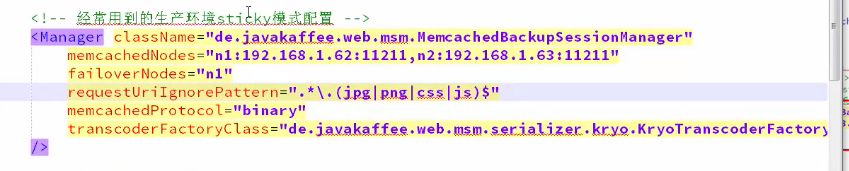 <!-- 经常用到的生产环境sticky模式配置 -->
<Manager className="de.javakaffee.web.msm.MemcachedBackupSessionManager"
memcachedNodes="n1:192.168.1.62:11211,n2:192.168.1.63:11211"
failoverNodes="n1"
requestUriIgnorePattern=".*\.(jpg|png|css|js)$"
memcachedProtocol="binary"
transcoderFactoryClass="de.javakaffee.web.msm.serializer.kryo.KryoTranscoderFactory
/>